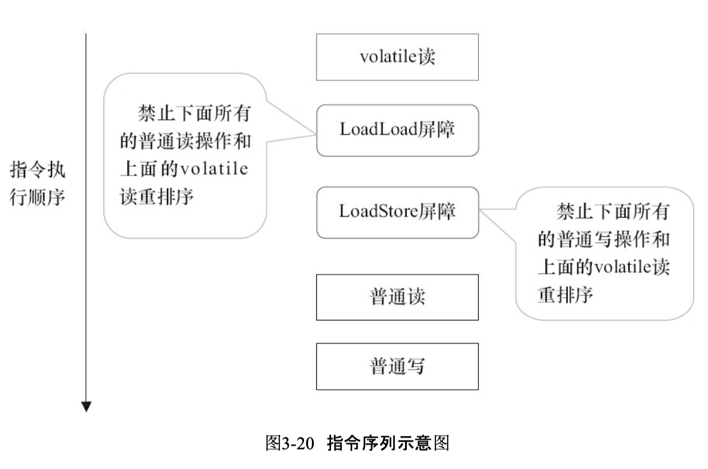 volatile读
禁止下面所有
的普通读操作和
上面的volatile
读重排序
LoadLoad屏障
指令执
行顺序
LoadStore屏障
禁止下面所有
的普通写操作和
上面的volatile读
重排序
普通读
普通写
图3-20 指令序列示意图